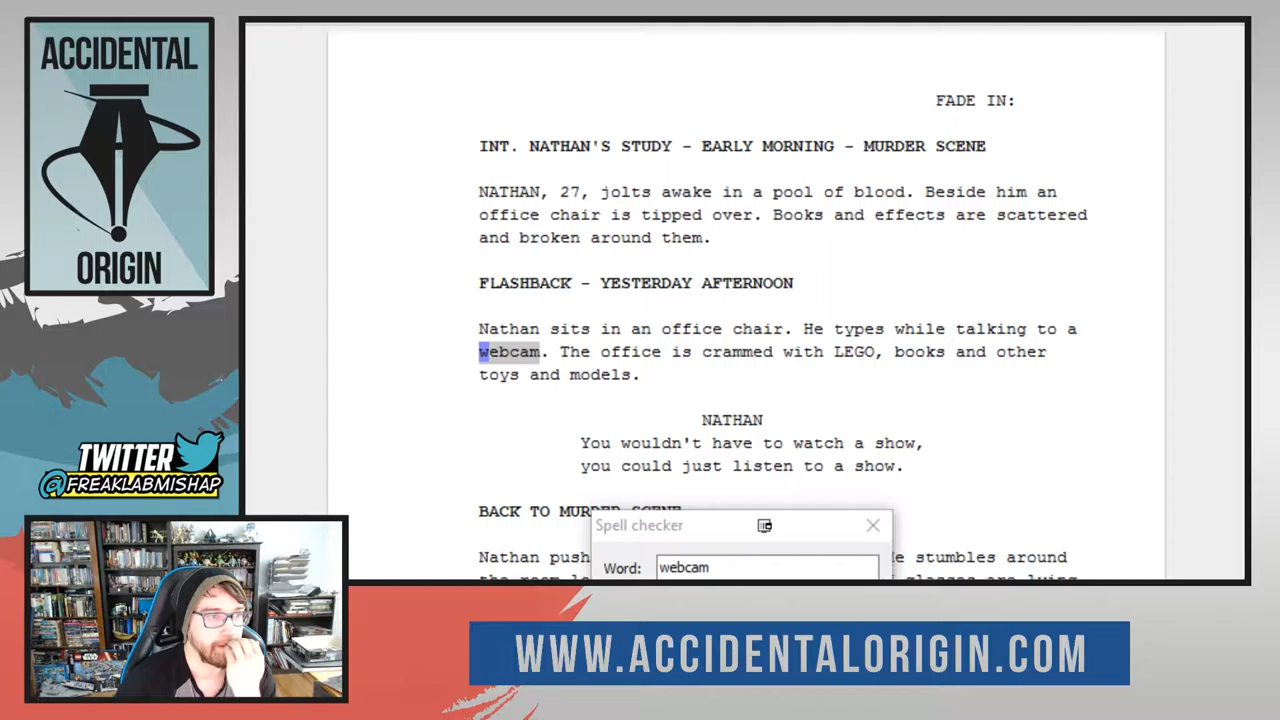 ACCIDENTAL
ORIGIN
FADE IN:
INT. NATHAN'S STUDY - EARLY MORNING - MURDER SCENE
NATHAN, 27, jolts awake in a pool of blood. Beside him an
office chair is tipped over. Books and effects are scattered
and broken around them.
FLASHBACK - YESTERDAY AFTERNOON
Nathan sits in an office chair. He types while talking to a
webcam. The office is crammed with LEGO, books and other
toys and models.
NATHAN
You wouldn't have to watch a show,
you could just listen to a show.
BACK TO MURDER SCENE
Spell checker
Nathan push
Word: webcam
e stumbles around
TWITTER
@FREAKLABMISHAP
WWW.ACCIDENTALORIGIN.COM